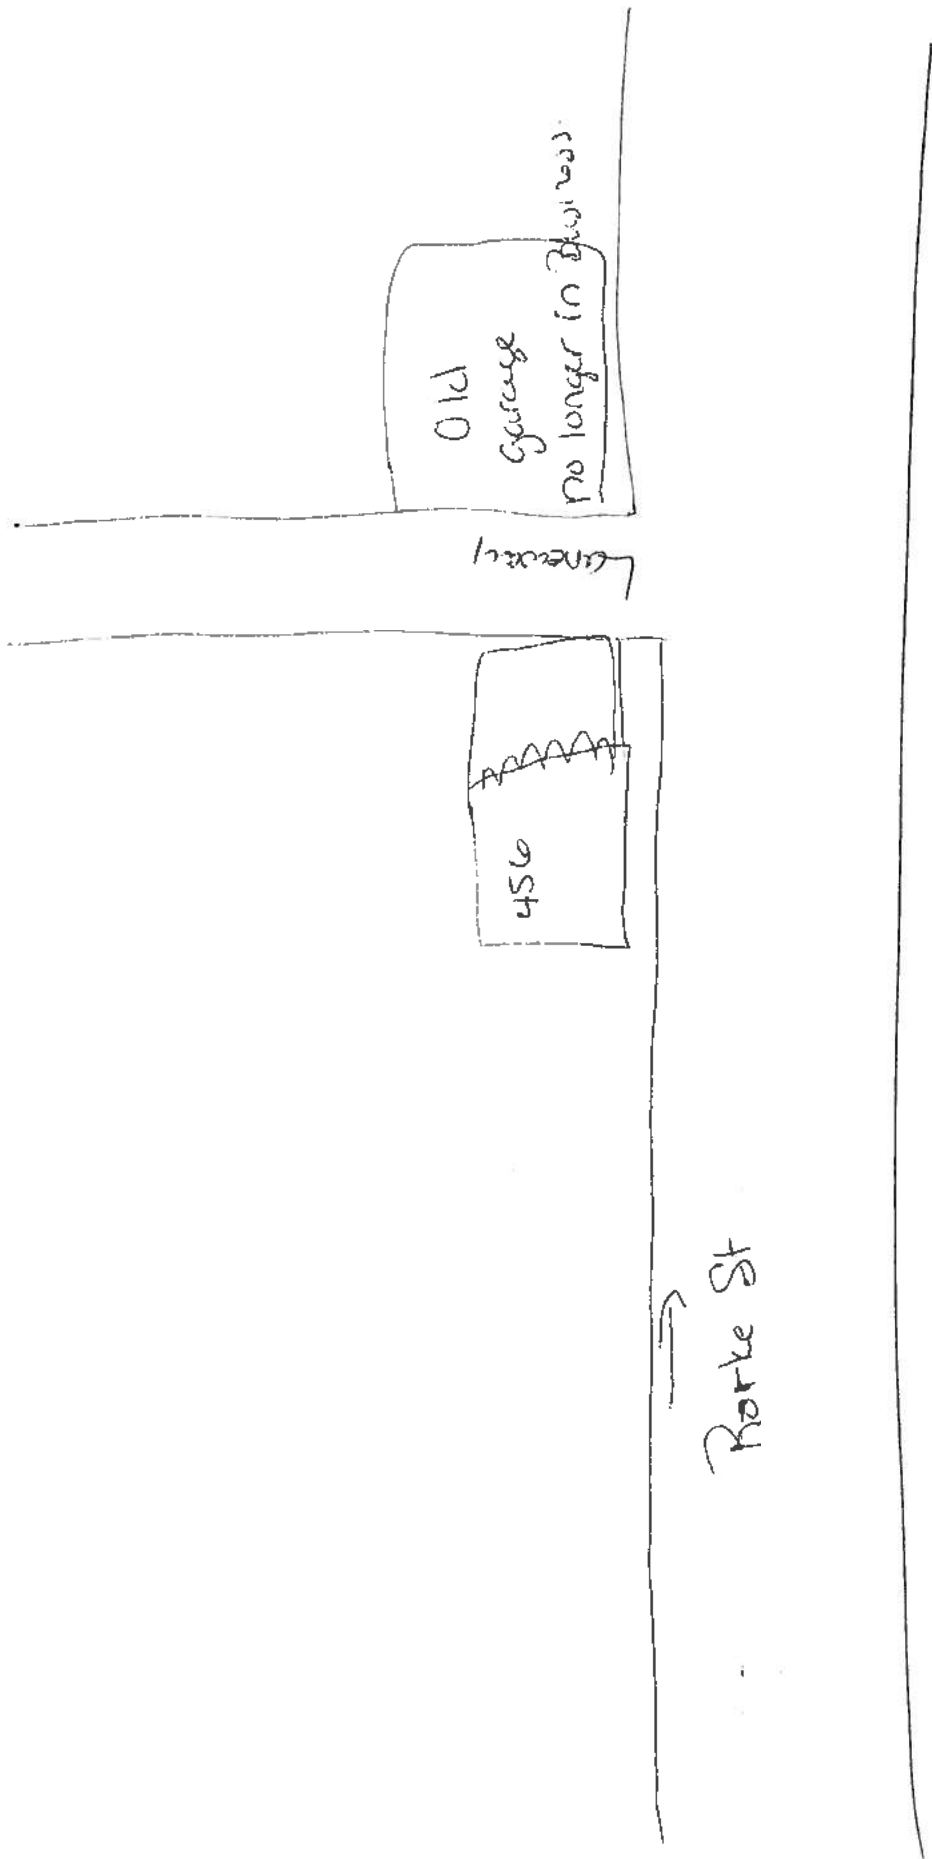 Old
garage
no longer in Business.
Laneway
456
Rorke St